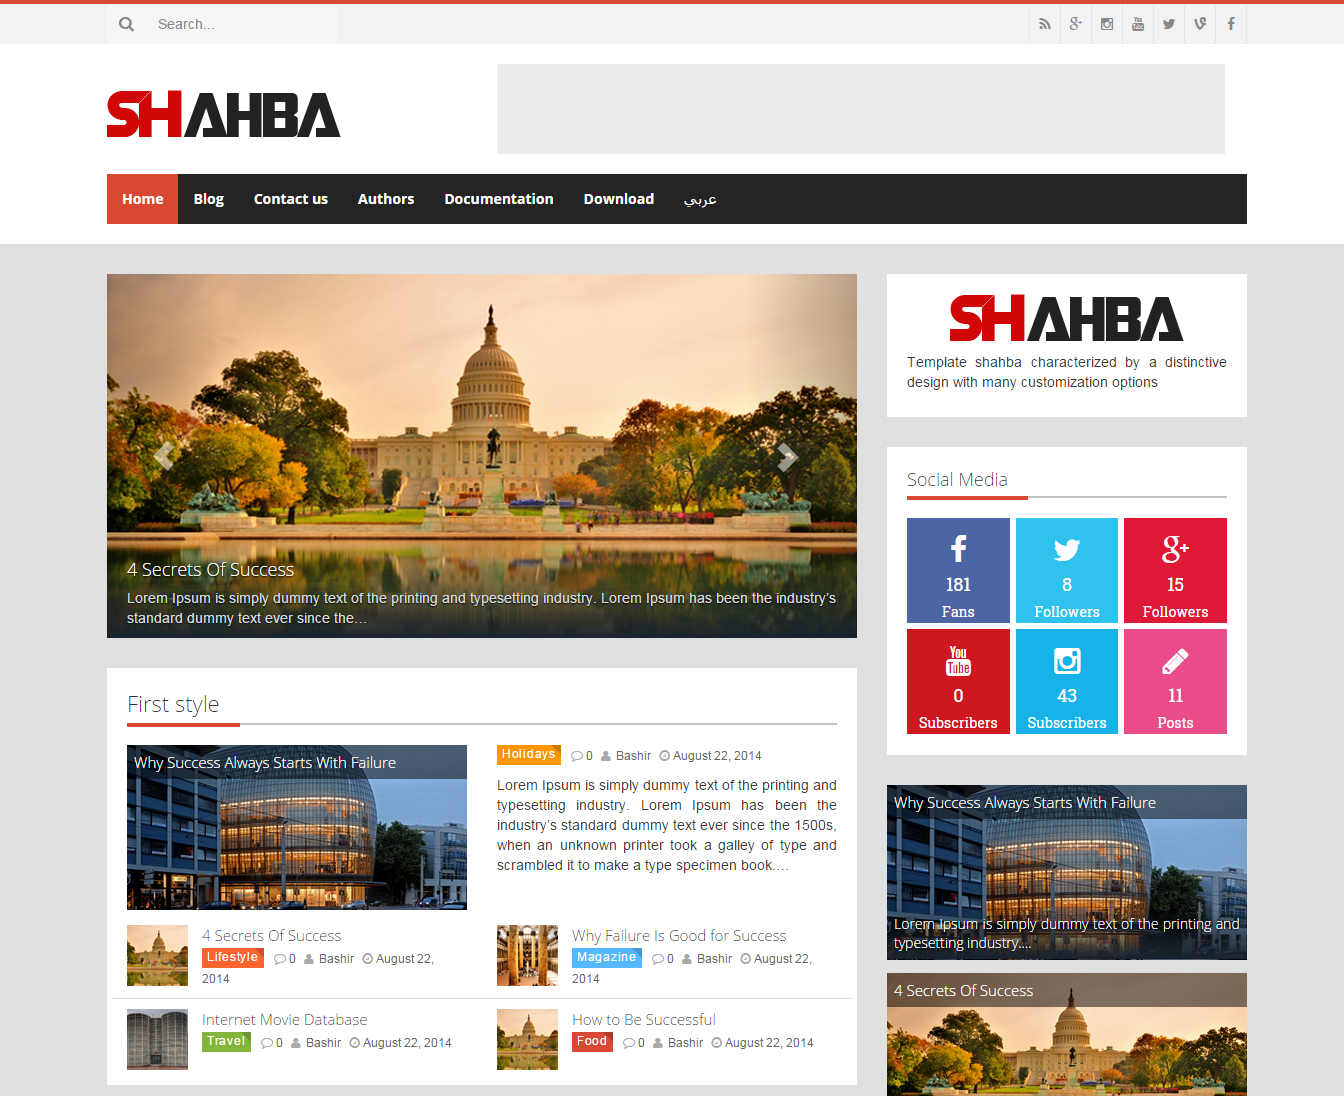 Search...
SHAHBA
Home Blog Contact us Authors Documentation Download عربي
4 Secrets Of Success
Lorem Ipsum is simply dummy text of the printing and typesetting industry. Lorem Ipsum has been the industry's
standard dummy text ever since the...
SHAHBA
Template shahba characterized by a distinctive
design with many customization options
Social Media
181
Fans
8
Followers
15
Followers
You
Tube
0
Subscribers
43
Subscribers
11
Posts
First style
Why Success Always Starts With Failure
Holidays 0 Bashir August 22, 2014
Lorem Ipsum is simply dummy text of the printing and
typesetting industry. Lorem Ipsum has been the
industry's standard dummy text ever since the 1500s,
when an unknown printer took a galley of type and
scrambled it to make a type specimen book....
4 Secrets Of Success
Lifestyle 0 Bashir August 22,
2014
Why Failure Is Good for Success
Magazine 0 Bashir August 22,
2014
Internet Movie Database
Travel 0 Bashir August 22, 2014
How to Be Successful
Food 0 Bashir August 22, 2014
Why Success Always Starts With Failure
Lorem Ipsum is simply dummy text of the printing and
typesetting industry....
4 Secrets Of Success